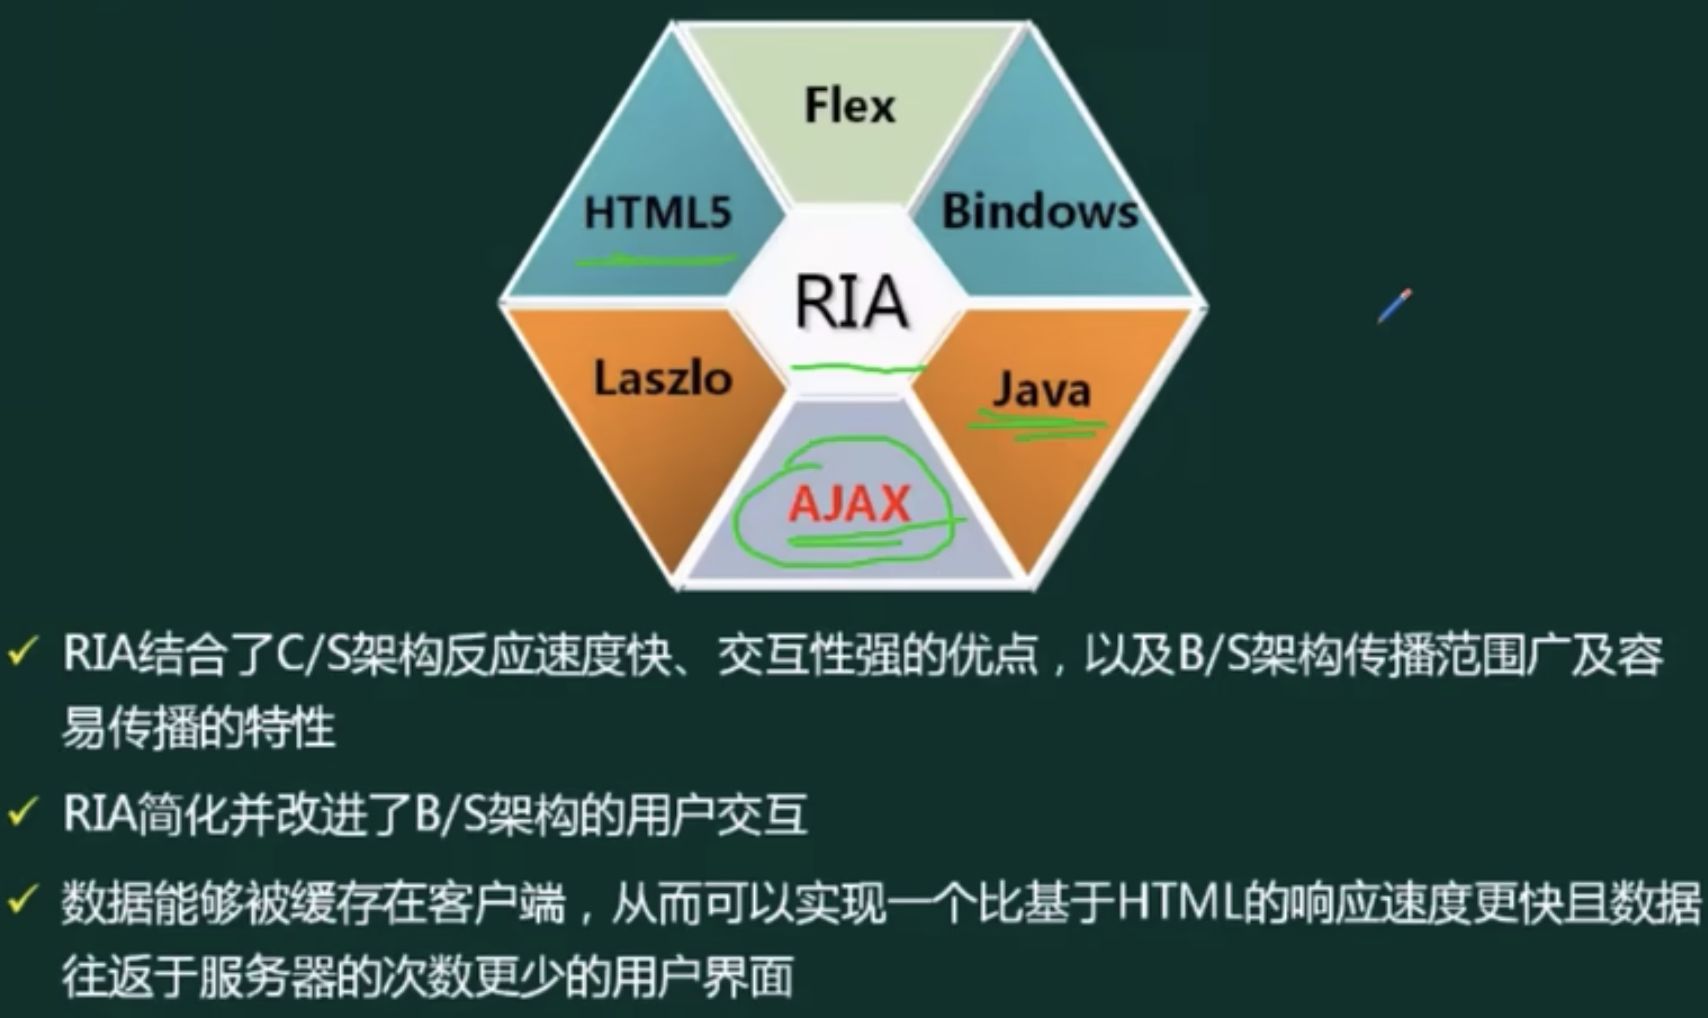 Flex
HTML5
Bindows
RIA
Laszlo
Java
AJAX
RIA结合了C/S架构反应速度快、交互性强的优点，以及B/S架构传播范围广及容
易传播的特性
RIA简化并改进了B/S架构的用户交互
数据能够被缓存在客户端，从而可以实现一个比基于HTML的响应速度更快且数据
往返于服务器的次数更少的用户界面